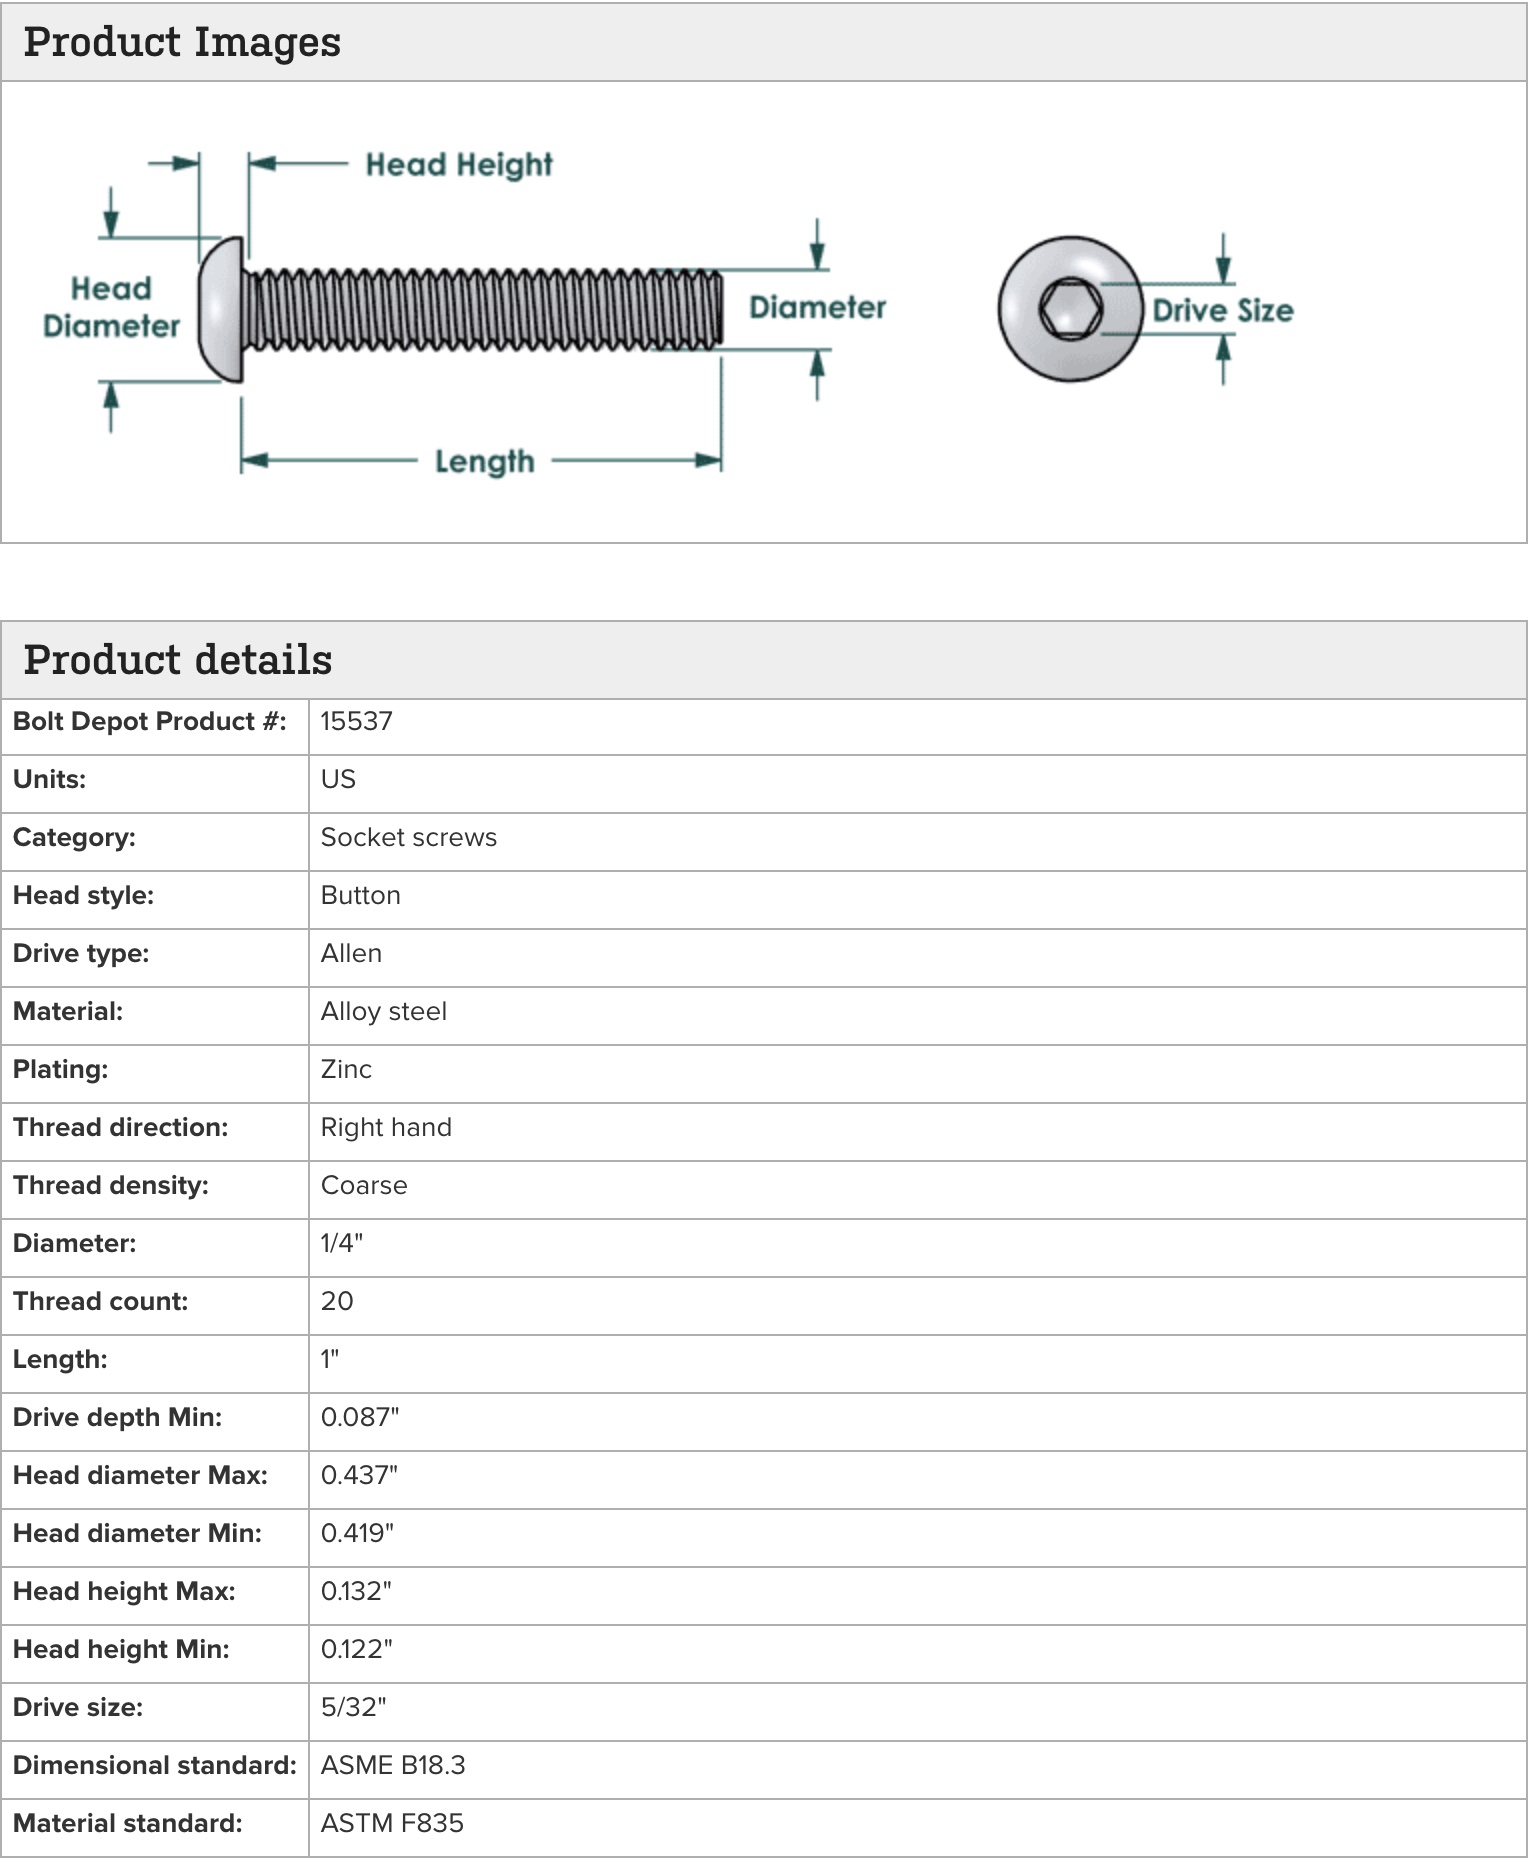 Product Images
Head Height
Head
Diameter
Diameter
Drive Size
Length
Product details
Bolt Depot Product #: 15537
Units: US
Category: Socket screws
Head style: Button
Drive type: Allen
Material: Alloy steel
Plating: Zinc
Thread direction: Right hand
Thread density: Coarse
Diameter: 1/4"
Thread count: 20
Length: 1"
Drive depth Min: 0.087"
Head diameter Max: 0.437"
Head diameter Min: 0.419"
Head height Max: 0.132"
Head height Min: 0.122"
Drive size: 5/32"
Dimensional standard: ASME B18.3
Material standard: ASTM F835